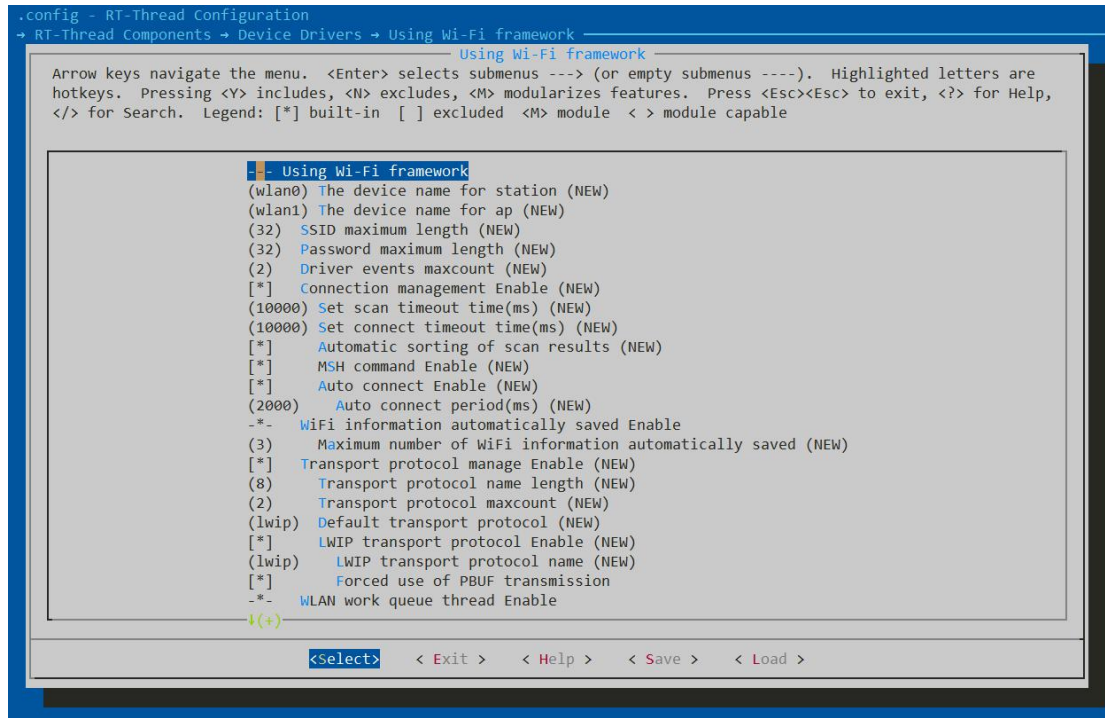 .config - RT-Thread Configuration
→ RT-Thread Components → Device Drivers → Using Wi-Fi framework
Using Wi-Fi framework
Arrow keys navigate the menu.  <Enter> selects submenus ---> (or empty submenus ----).  Highlighted letters are
hotkeys.  Pressing <Y> includes, <N> excludes, <M> modularizes features.  Press <Esc><Esc> to exit, <?> for Help,
</> for Search.  Legend: [*] built-in  [ ] excluded  <M> module  < > module capable
--- Using Wi-Fi framework
(wlan0) The device name for station (NEW)
(wlan1) The device name for ap (NEW)
(32)  SSID maximum length (NEW)
(32)  Password maximum length (NEW)
(2)   Driver events maxcount (NEW)
[*]   Connection management Enable (NEW)
(10000) Set scan timeout time(ms) (NEW)
(10000) Set connect timeout time(ms) (NEW)
[*]     Automatic sorting of scan results (NEW)
[*]     MSH command Enable (NEW)
[*]     Auto connect Enable (NEW)
(2000)    Auto connect period(ms) (NEW)
-*-   WiFi information automatically saved Enable
(3)     Maximum number of WiFi information automatically saved (NEW)
[*]   Transport protocol manage Enable (NEW)
(8)     Transport protocol name length (NEW)
(2)     Transport protocol maxcount (NEW)
(lwip)  Default transport protocol (NEW)
[*]     LWIP transport protocol Enable (NEW)
(lwip)    LWIP transport protocol name (NEW)
[*]       Forced use of PBUF transmission
-*-   WLAN work queue thread Enable
↓(+)
<Select>    < Exit >    < Help >    < Save >    < Load >